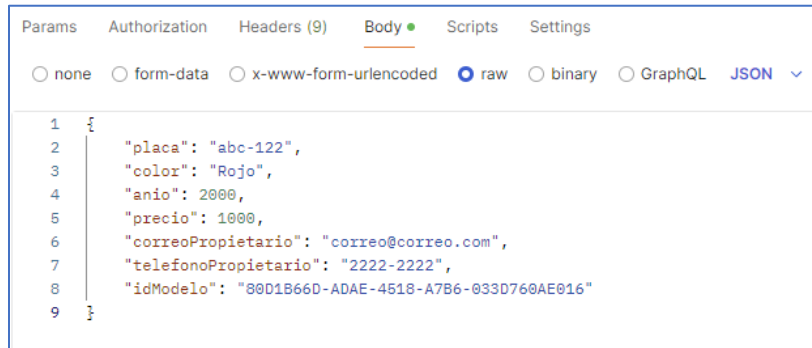 Params Authorization Headers (9) Body Scripts Settings
none form-data x-www-form-urlencoded raw binary GraphQL JSON
1 {
2 "placa": "abc-122",
3 "color": "Rojo",
4 "anio": 2000,
5 "precio": 1000,
6 "correoPropietario": "correo@correo.com",
7 "telefonoPropietario": "2222-2222",
8 "idModelo": "80D1B66D-ADAE-4518-A7B6-033D760AE016"
9 }